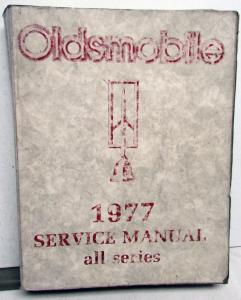 Oldsmobile
1977
SERVICE MANUAL
all series